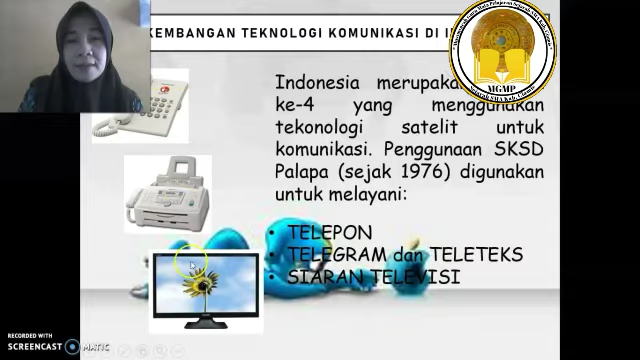 KEMBANGAN TEKNOLOGI KOMUNIKASI DI I
Indonesia merupaka
ke-4 yang menggunakan
tekonologi satelit untuk
komunikasi. Penggunaan SKSD
Palapa (sejak 1976) digunakan
untuk melayani:
• TELEPON
• TELEGRAM dan TELETEKS
• SIARAN TELEVISI
MGMP
RECORDED WITH
SCREENCAST MATIC